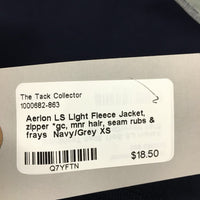 The Tack Collector
1000682-863
Aerion LS Light Fleece Jacket,
zipper *gc, mnr hair, seam rubs &
frays Navy/Grey XS
$18.50
Q7YFTN